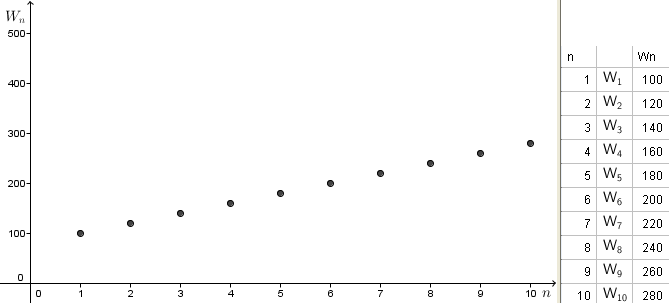 Wₙ
500
400
300
200
100
0
0 1 2 3 4 5 6 7 8 9 10 n
n Wn
1 W₁ 100
2 W₂ 120
3 W₃ 140
4 W₄ 160
5 W₅ 180
6 W₆ 200
7 W₇ 220
8 W₈ 240
9 W₉ 260
10 W₁₀ 280